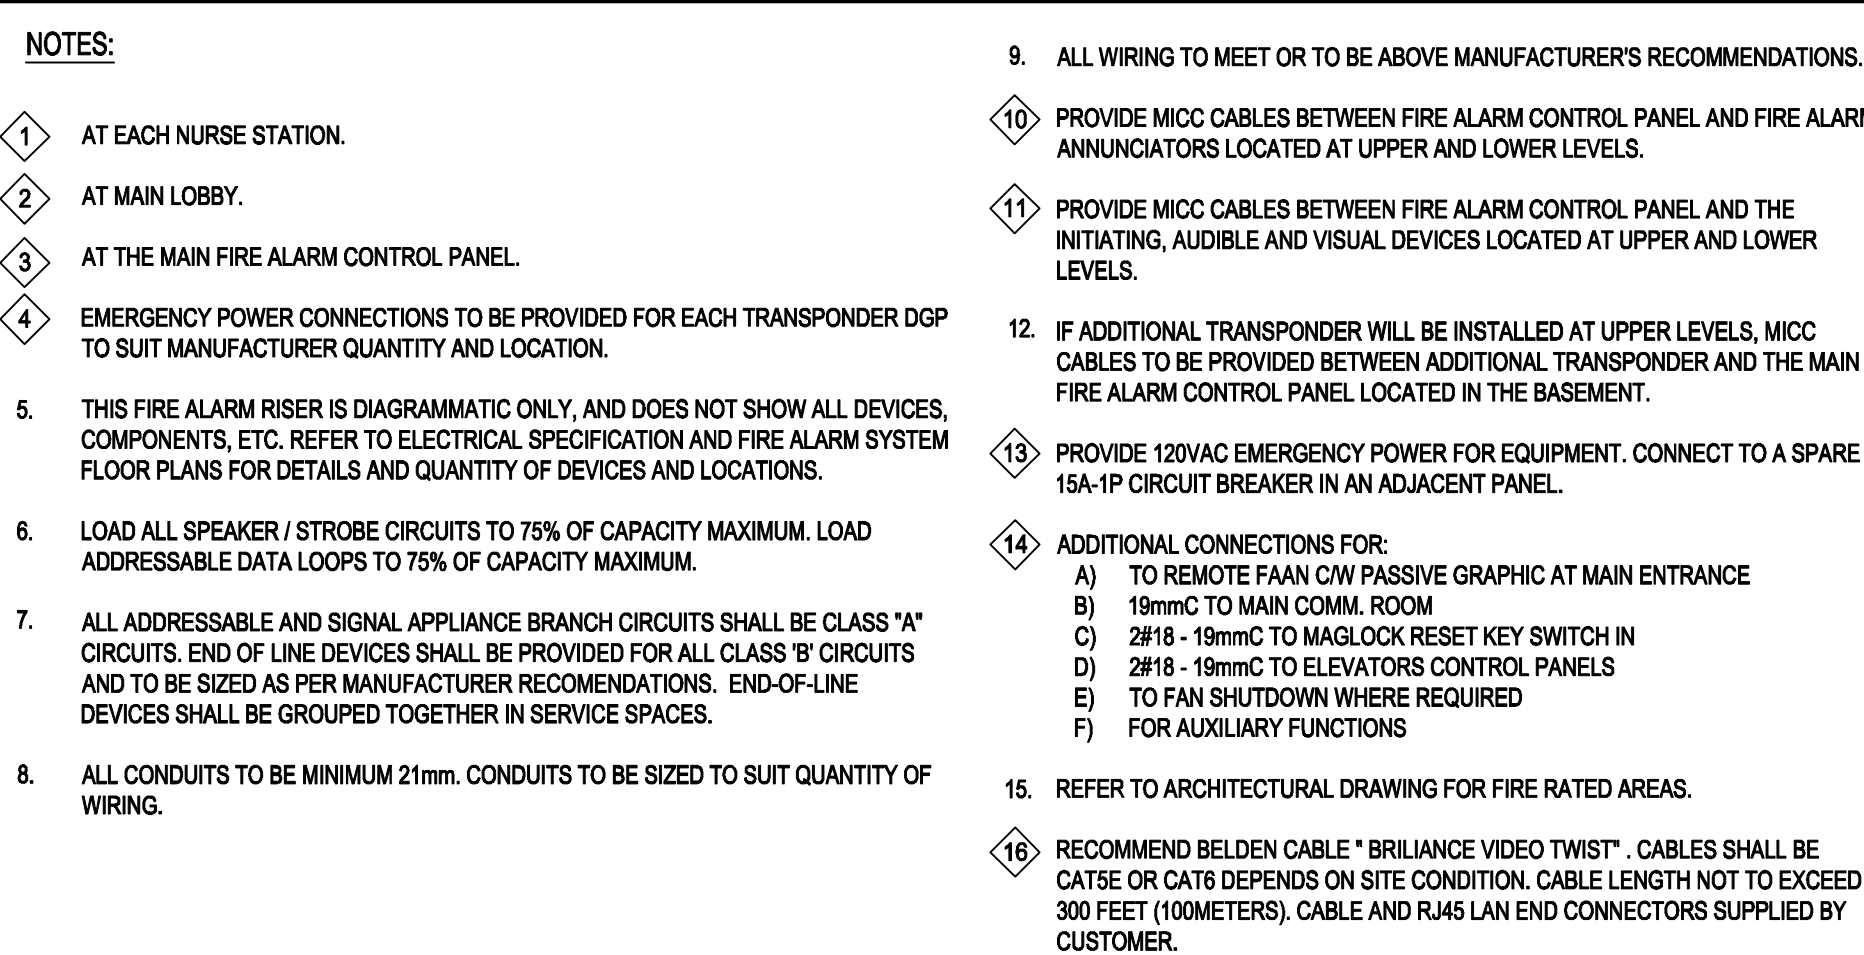 NOTES:
1 AT EACH NURSE STATION.
2 AT MAIN LOBBY.
3 AT THE MAIN FIRE ALARM CONTROL PANEL.
4 EMERGENCY POWER CONNECTIONS TO BE PROVIDED FOR EACH TRANSPONDER DGP
TO SUIT MANUFACTURER QUANTITY AND LOCATION.
5. THIS FIRE ALARM RISER IS DIAGRAMMATIC ONLY, AND DOES NOT SHOW ALL DEVICES,
COMPONENTS, ETC. REFER TO ELECTRICAL SPECIFICATION AND FIRE ALARM SYSTEM
FLOOR PLANS FOR DETAILS AND QUANTITY OF DEVICES AND LOCATIONS.
6. LOAD ALL SPEAKER / STROBE CIRCUITS TO 75% OF CAPACITY MAXIMUM. LOAD
ADDRESSABLE DATA LOOPS TO 75% OF CAPACITY MAXIMUM.
7. ALL ADDRESSABLE AND SIGNAL APPLIANCE BRANCH CIRCUITS SHALL BE CLASS "A"
CIRCUITS. END OF LINE DEVICES SHALL BE PROVIDED FOR ALL CLASS 'B' CIRCUITS
AND TO BE SIZED AS PER MANUFACTURER RECOMENDATIONS. END-OF-LINE
DEVICES SHALL BE GROUPED TOGETHER IN SERVICE SPACES.
8. ALL CONDUITS TO BE MINIMUM 21mm. CONDUITS TO BE SIZED TO SUIT QUANTITY OF
WIRING.
9. ALL WIRING TO MEET OR TO BE ABOVE MANUFACTURER'S RECOMMENDATIONS.
10 PROVIDE MICC CABLES BETWEEN FIRE ALARM CONTROL PANEL AND FIRE ALARM
ANNUNCIATORS LOCATED AT UPPER AND LOWER LEVELS.
11 PROVIDE MICC CABLES BETWEEN FIRE ALARM CONTROL PANEL AND THE
INITIATING, AUDIBLE AND VISUAL DEVICES LOCATED AT UPPER AND LOWER
LEVELS.
12. IF ADDITIONAL TRANSPONDER WILL BE INSTALLED AT UPPER LEVELS, MICC
CABLES TO BE PROVIDED BETWEEN ADDITIONAL TRANSPONDER AND THE MAIN
FIRE ALARM CONTROL PANEL LOCATED IN THE BASEMENT.
13 PROVIDE 120VAC EMERGENCY POWER FOR EQUIPMENT. CONNECT TO A SPARE
15A-1P CIRCUIT BREAKER IN AN ADJACENT PANEL.
14 ADDITIONAL CONNECTIONS FOR:
A) TO REMOTE FAAN C/W PASSIVE GRAPHIC AT MAIN ENTRANCE
B) 19mmC TO MAIN COMM. ROOM
C) 2#18 - 19mmC TO MAGLOCK RESET KEY SWITCH IN
D) 2#18 - 19mmC TO ELEVATORS CONTROL PANELS
E) TO FAN SHUTDOWN WHERE REQUIRED
F) FOR AUXILIARY FUNCTIONS
15. REFER TO ARCHITECTURAL DRAWING FOR FIRE RATED AREAS.
16 RECOMMEND BELDEN CABLE " BRILIANCE VIDEO TWIST" . CABLES SHALL BE
CAT5E OR CAT6 DEPENDS ON SITE CONDITION. CABLE LENGTH NOT TO EXCEED
300 FEET (100METERS). CABLE AND RJ45 LAN END CONNECTORS SUPPLIED BY
CUSTOMER.